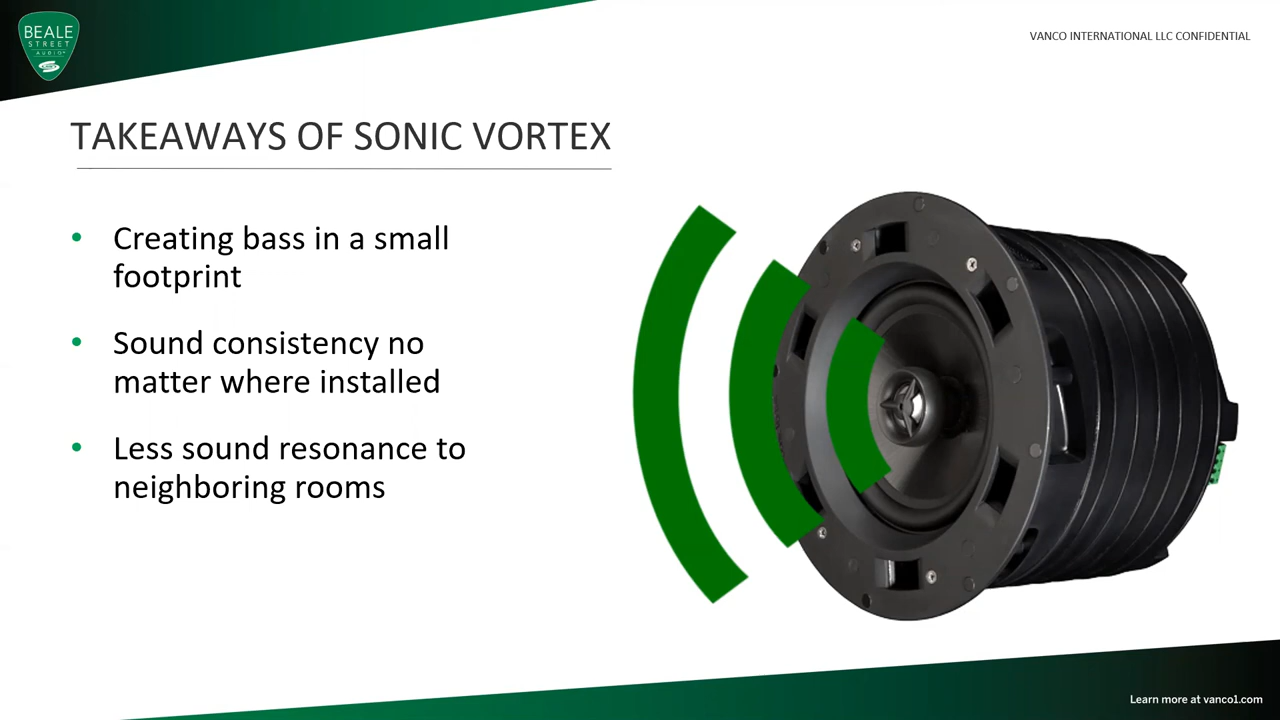 BEALE
STREET
AUDIO
VANCO INTERNATIONAL LLC CONFIDENTIAL
TAKEAWAYS OF SONIC VORTEX
• Creating bass in a small
footprint
• Sound consistency no
matter where installed
• Less sound resonance to
neighboring rooms
Learn more at vanco1.com